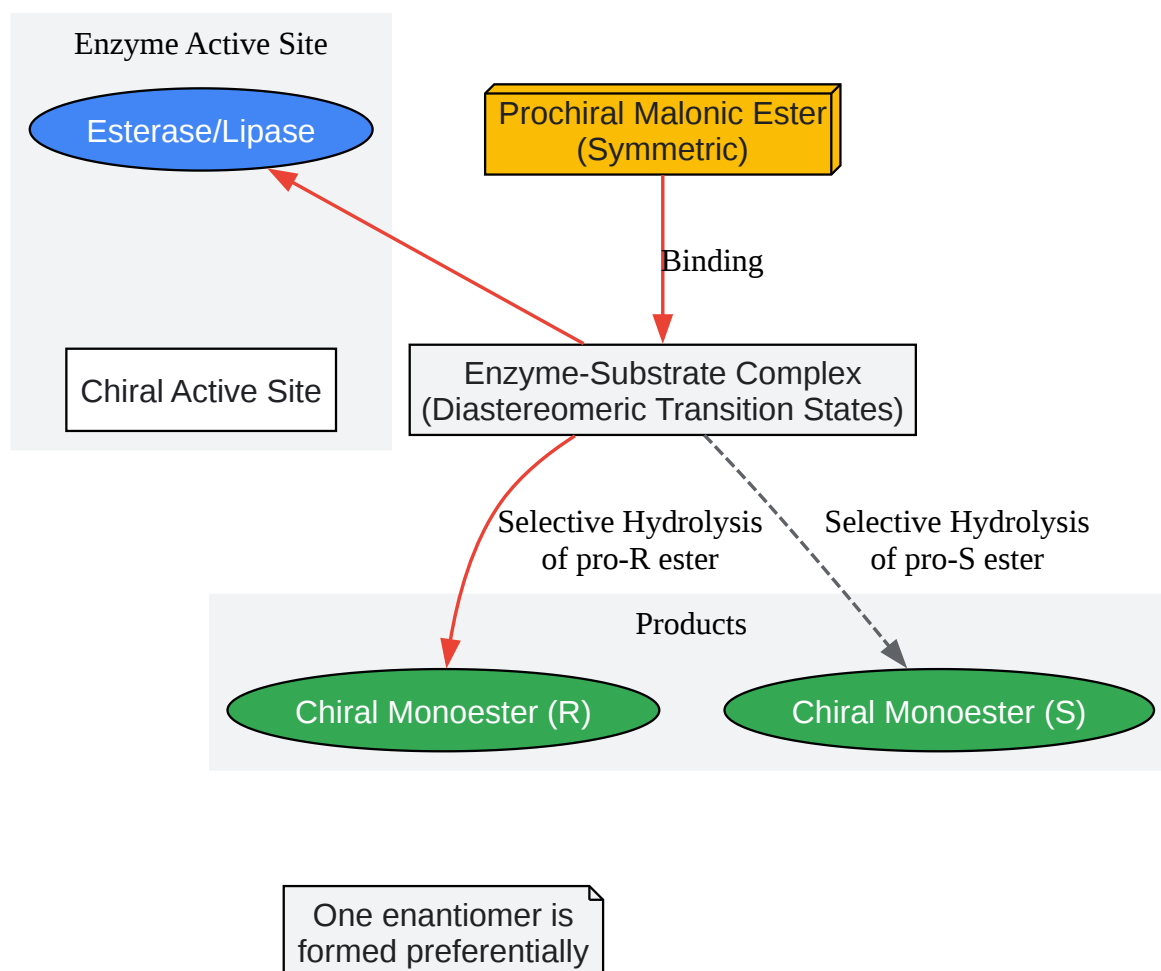 Enzyme Active Site
Esterase/Lipase
Prochiral Malonic Ester
(Symmetric)
Binding
Chiral Active Site
Enzyme-Substrate Complex
(Diastereomeric Transition States)
Selective Hydrolysis
of pro-R ester
Selective Hydrolysis
of pro-S ester
Products
Chiral Monoester (R)
Chiral Monoester (S)
One enantiomer is
formed preferentially